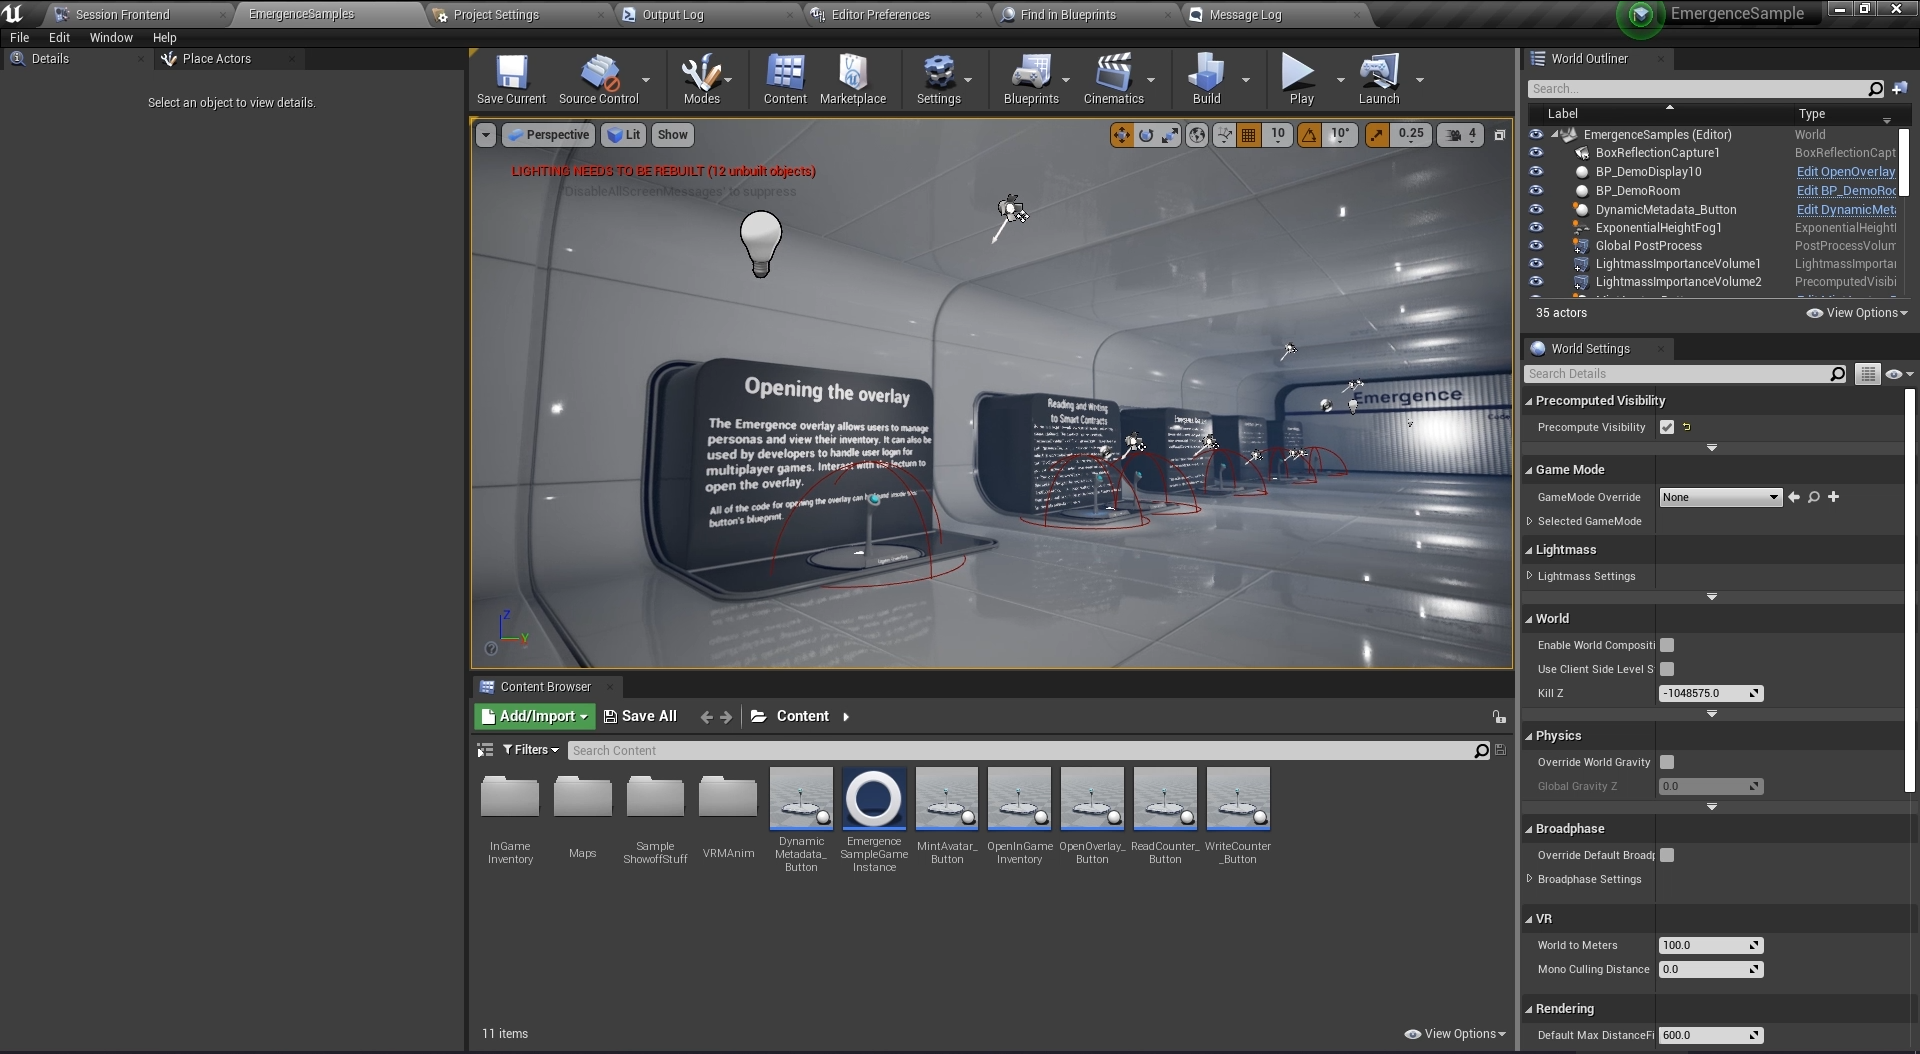 Session Frontend
EmergenceSamples
Project Settings
Output Log
Editor Preferences
Find in Blueprints
Message Log
EmergenceSample
File Edit Window Help
Details
Place Actors
Select an object to view details.
Save Current
Source Control
Modes
Content
Marketplace
Settings
Blueprints
Cinematics
Build
Play
Launch
Perspective
Lit
Show
10
10°
0.25
4
LIGHTING NEEDS TO BE REBUILT (12 unbuilt objects)
'DisableAllScreenMessages' to suppress
Opening the overlay
The Emergence overlay allows users to manage
personas and view their inventory. It can also be
used by developers to handle user login for
multiplayer games. Interact with the lecturn to
open the overlay.
All of the code for opening the overlay can be found inside this
button's blueprint.
Reading and Writing
to Smart Contracts
Emergence
Z
Y
Content Browser
Add/Import
Save All
Content
Filters
Search Content
InGame
Inventory
Maps
Sample
ShowoffStuff
VRMAnim
Dynamic
Metadata_
Button
Emergence
SampleGame
Instance
MintAvatar_
Button
OpenInGame
Inventory
OpenOverlay_
Button
ReadCounter_
Button
WriteCounter
_Button
11 items
View Options
World Outliner
Search...
Label Type
EmergenceSamples (Editor) World
BoxReflectionCapture1 BoxReflectionCapt
BP_DemoDisplay10 Edit OpenOverlay
BP_DemoRoom Edit BP_DemoRoo
DynamicMetadata_Button Edit DynamicMeta
ExponentialHeightFog1 ExponentialHeightF
Global PostProcess PostProcessVolum
LightmassImportanceVolume1 LightmassImportan
LightmassImportanceVolume2 PrecomputedVisibi
35 actors
View Options
World Settings
Search Details
Precomputed Visibility
Precompute Visibility
Game Mode
GameMode Override None
Selected GameMode
Lightmass
Lightmass Settings
World
Enable World Compositi
Use Client Side Level S
Kill Z -1048575.0
Physics
Override World Gravity
Global Gravity Z 0.0
Broadphase
Override Default Broadp
Broadphase Settings
VR
World to Meters 100.0
Mono Culling Distance 0.0
Rendering
Default Max DistanceFi 600.0